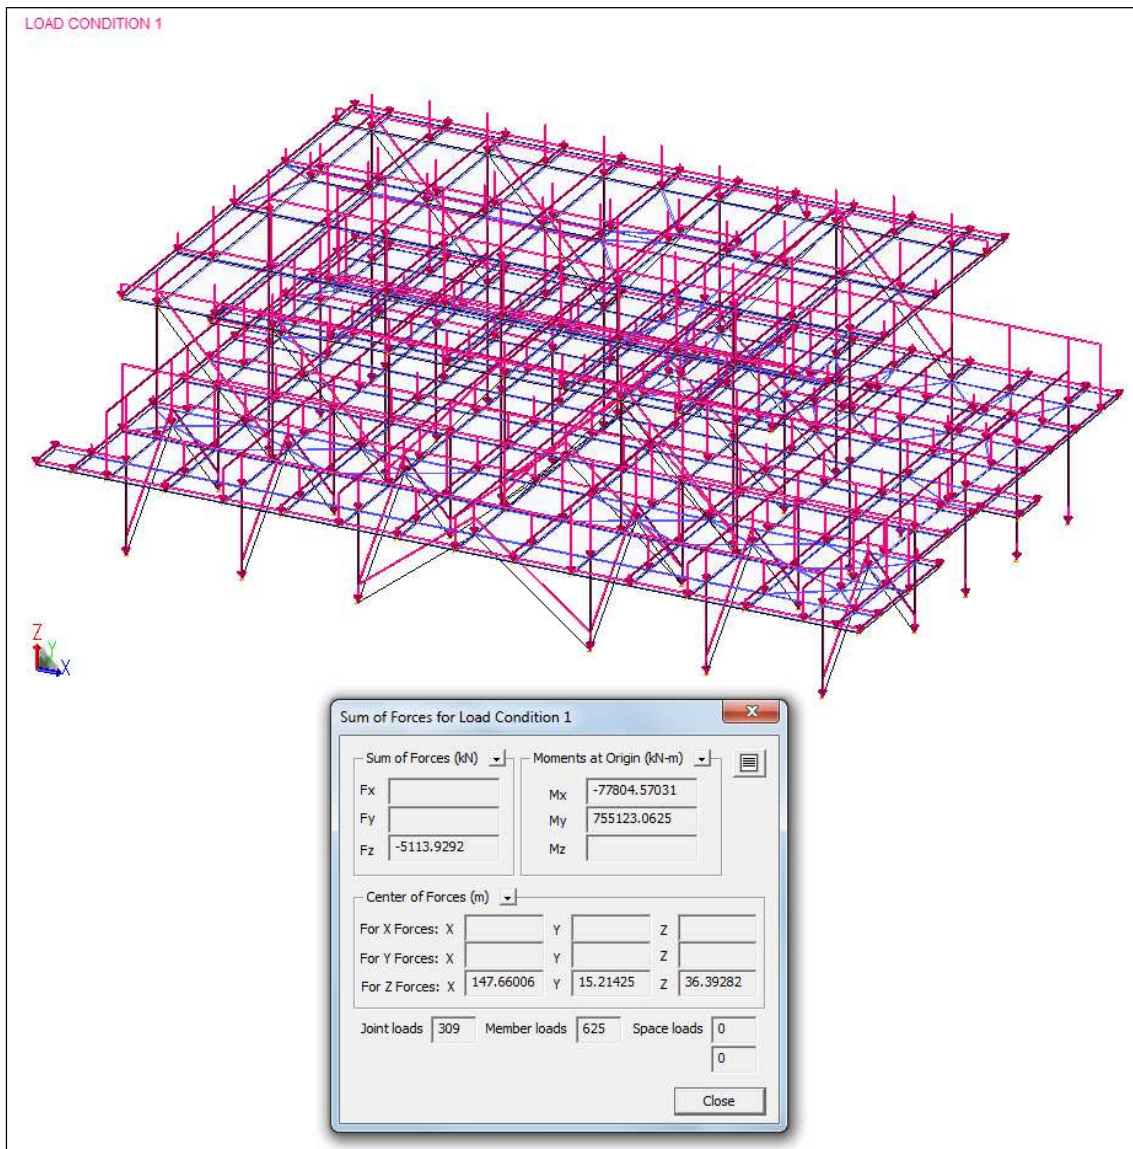 LOAD CONDITION 1
Z
Y
X
Sum of Forces for Load Condition 1
Sum of Forces (kN)
Moments at Origin (kN-m)
Fx
Mx -77804.57031
Fy
My 755123.0625
Fz -5113.9292
Mz
Center of Forces (m)
For X Forces: X Y Z
For Y Forces: X Y Z
For Z Forces: X 147.66006 Y 15.21425 Z 36.39282
Joint loads 309 Member loads 625 Space loads 0
0
Close